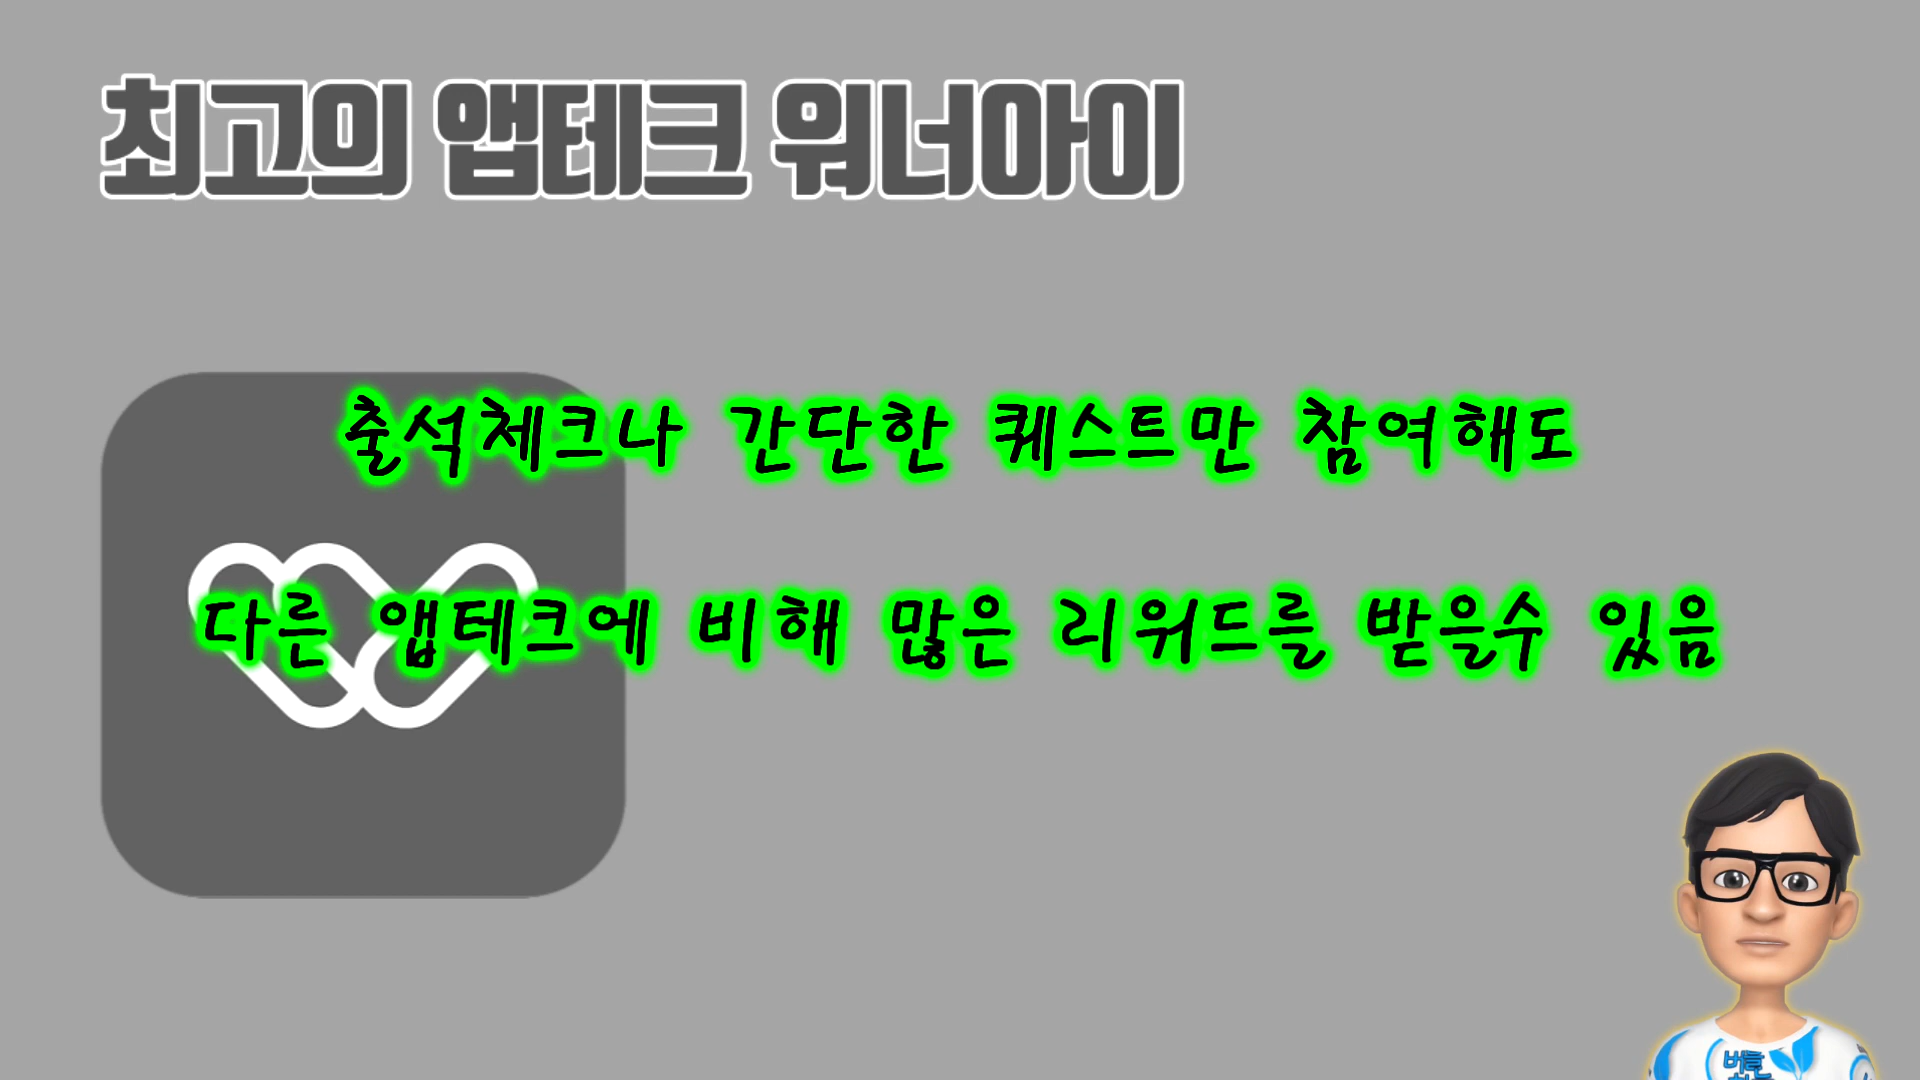 최고의 앱테크 워너아이
출석체크나 간단한 퀘스트만 참여해도
다른 앱테크에 비해 많은 리워드를 받을수 있음